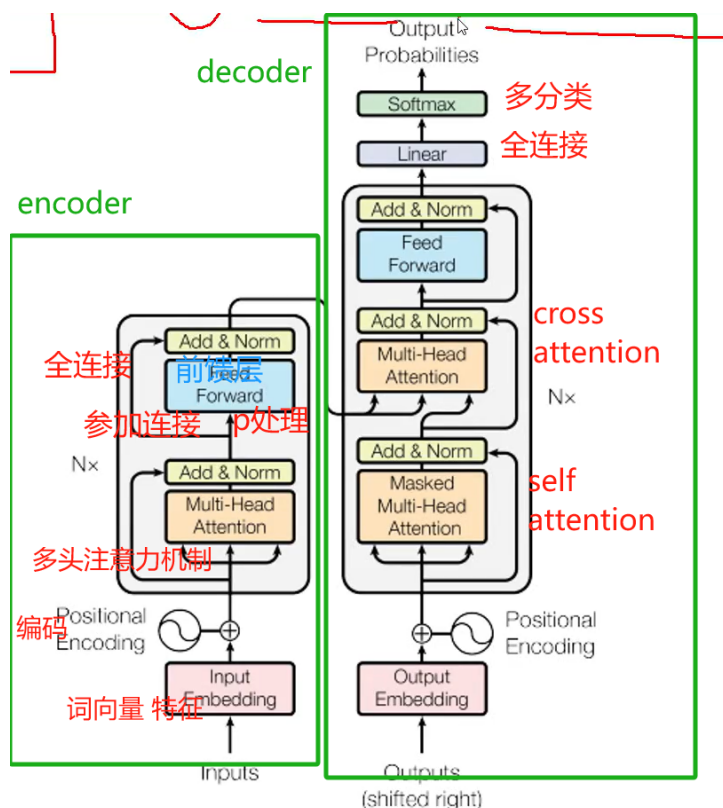 Output
Probabilities
decoder
Softmax
多分类
Linear
全连接
encoder
Add & Norm
Feed
Forward
Add & Norm
cross
attention
Multi-Head
Attention
Nx
Add & Norm
self
attention
Masked
Multi-Head
Attention
Positional
Encoding
Output
Embedding
Outputs
(shifted right)
Add & Norm
全连接
前馈层
Feed
Forward
参加连接
p处理
Nx
Add & Norm
Multi-Head
Attention
多头注意力机制
编码
Positional
Encoding
Input
Embedding
词向量 特征
Inputs